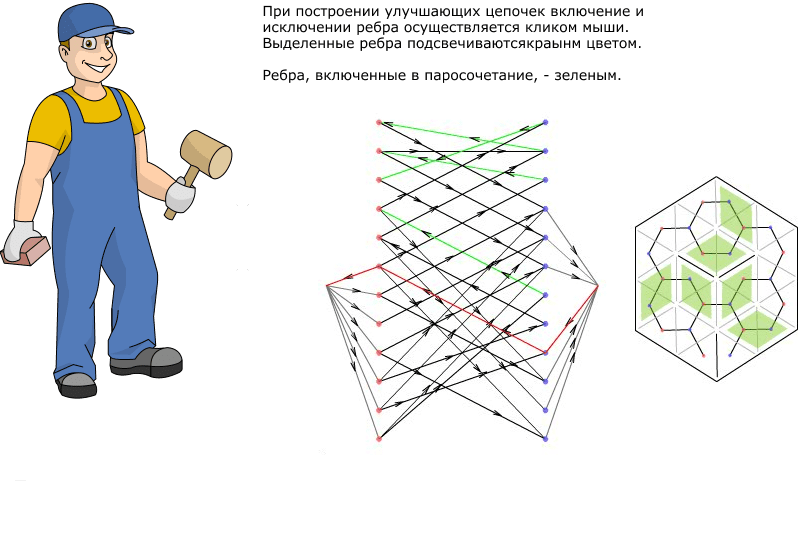 При построении улучшающих цепочек включение и
исключении ребра осуществляется кликом мыши.
Выделенные ребра подсвечиваютсякраынм цветом.
Ребра, включенные в паросочетание, - зеленым.